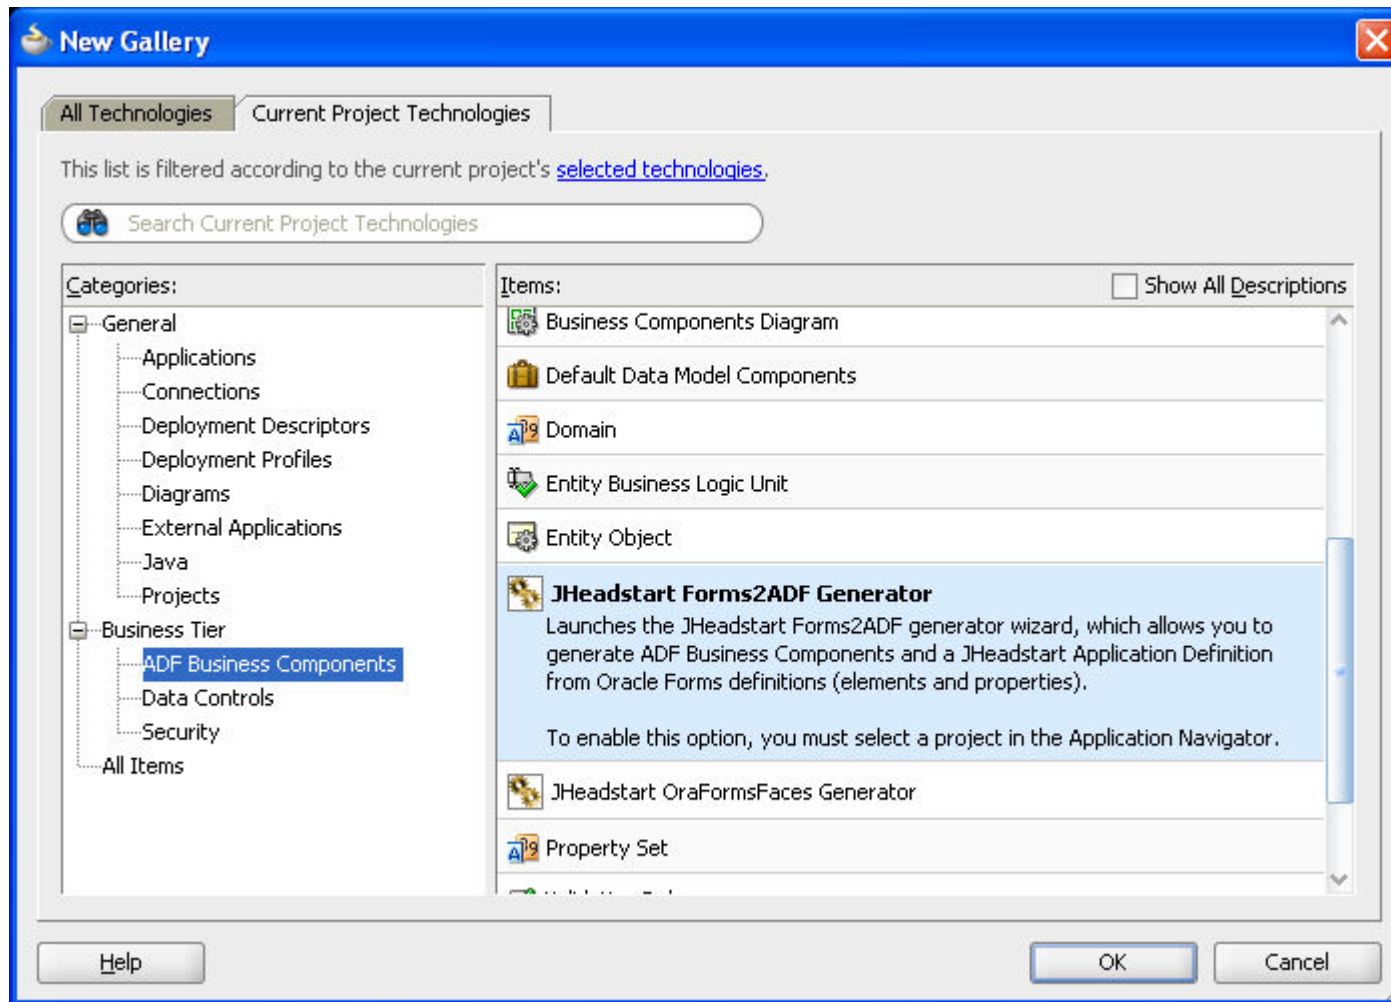 New Gallery
All Technologies
Current Project Technologies
This list is filtered according to the current project's selected technologies.
Search Current Project Technologies
Categories:
General
Applications
Connections
Deployment Descriptors
Deployment Profiles
Diagrams
External Applications
Java
Projects
Business Tier
ADF Business Components
Data Controls
Security
All Items
Items:
Show All Descriptions
Business Components Diagram
Default Data Model Components
Domain
Entity Business Logic Unit
Entity Object
JHeadstart Forms2ADF Generator
Launches the JHeadstart Forms2ADF generator wizard, which allows you to
generate ADF Business Components and a JHeadstart Application Definition
from Oracle Forms definitions (elements and properties).
To enable this option, you must select a project in the Application Navigator.
JHeadstart OraFormsFaces Generator
Property Set
Help
OK
Cancel